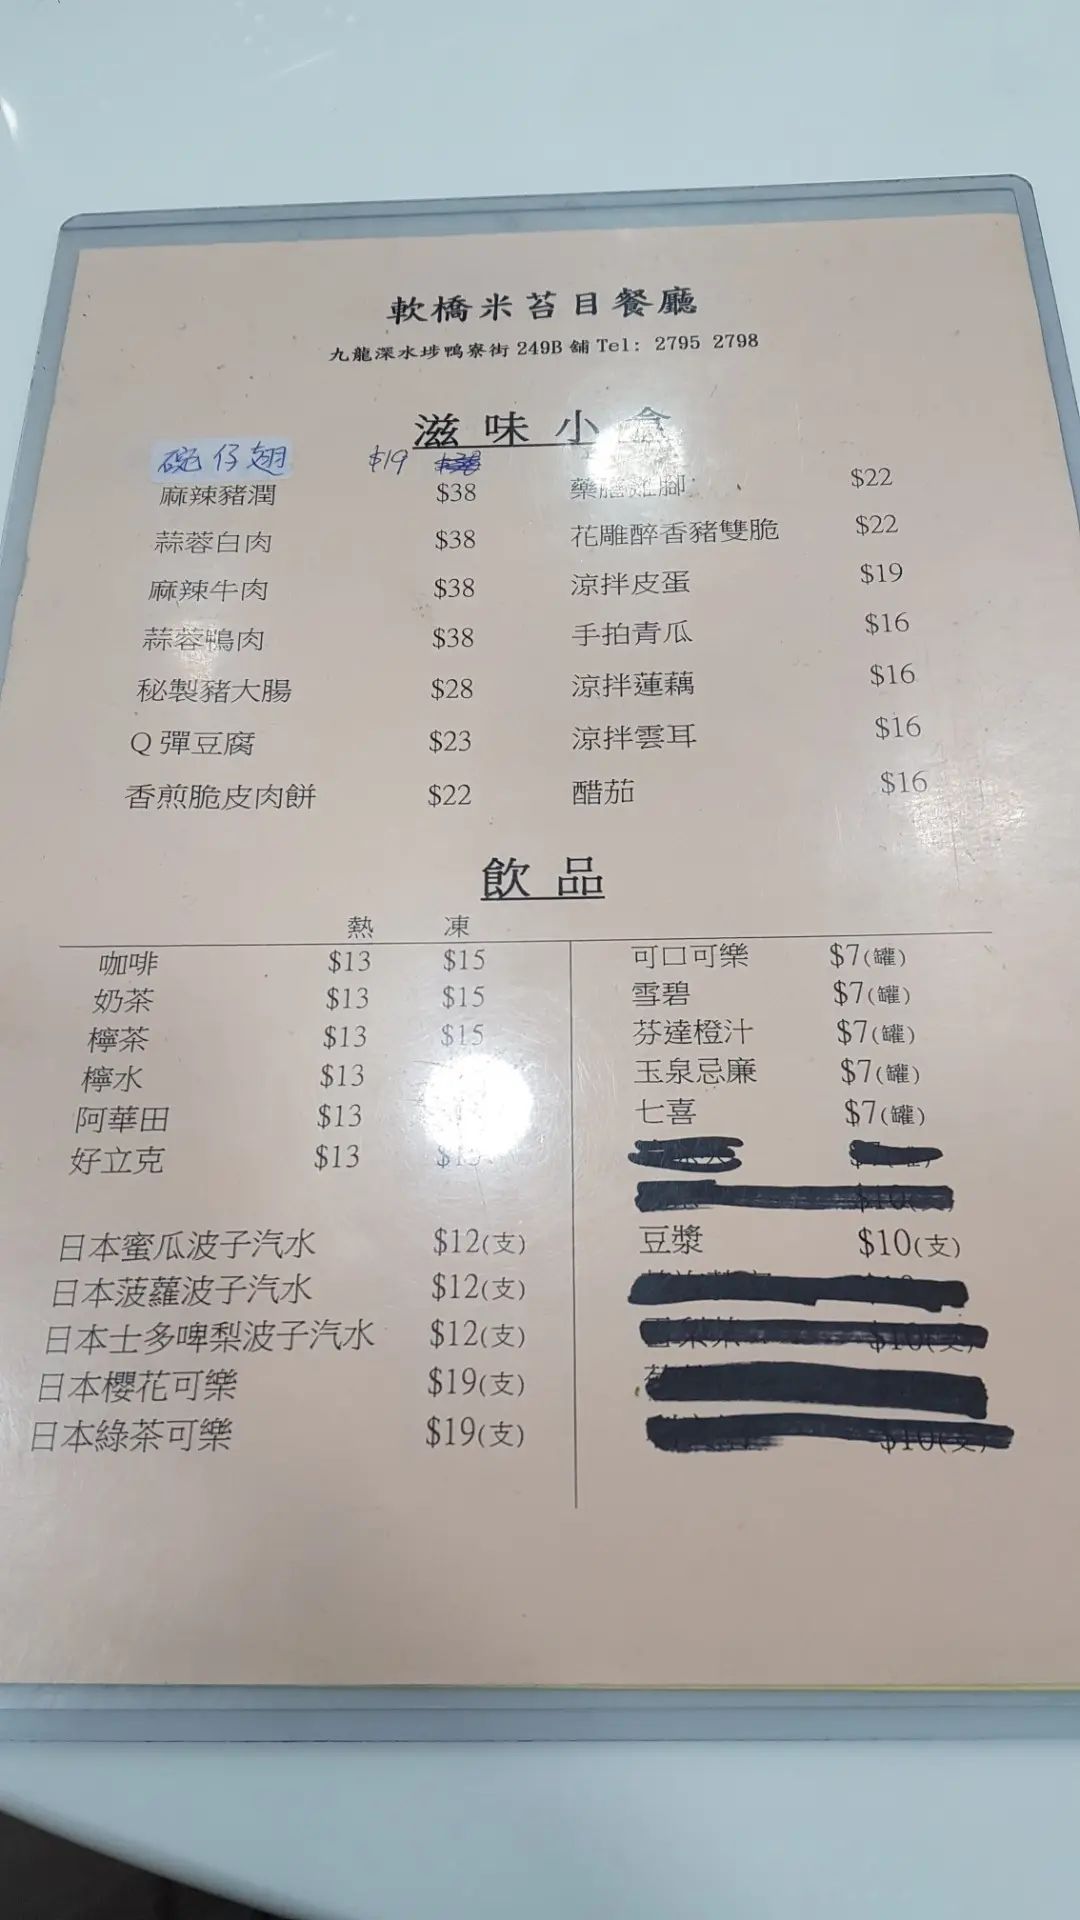 軟橋米苔目餐廳
九龍深水埗鴨寮街 249B 舖 Tel: 2795 2798
滋味小食
碗仔翅 $19
麻辣豬潤 $38 藥膳雞腳 $22
蒜蓉白肉 $38 花雕醉香豬雙脆 $22
麻辣牛肉 $38 涼拌皮蛋 $19
蒜蓉鴨肉 $38 手拍青瓜 $16
秘製豬大腸 $28 涼拌蓮藕 $16
Q 彈豆腐 $23 涼拌雲耳 $16
香煎脆皮肉餅 $22 醋茄 $16
飲品
熱 凍
咖啡 $13 $15 可口可樂 $7(罐)
奶茶 $13 $15 雪碧 $7(罐)
檸茶 $13 $15 芬達橙汁 $7(罐)
檸水 $13 玉泉忌廉 $7(罐)
阿華田 $13 七喜 $7(罐)
好立克 $13
日本蜜瓜波子汽水 $12(支) 豆漿 $10(支)
日本菠蘿波子汽水 $12(支)
日本士多啤梨波子汽水 $12(支)
日本櫻花可樂 $19(支)
日本綠茶可樂 $19(支)
$10(支)